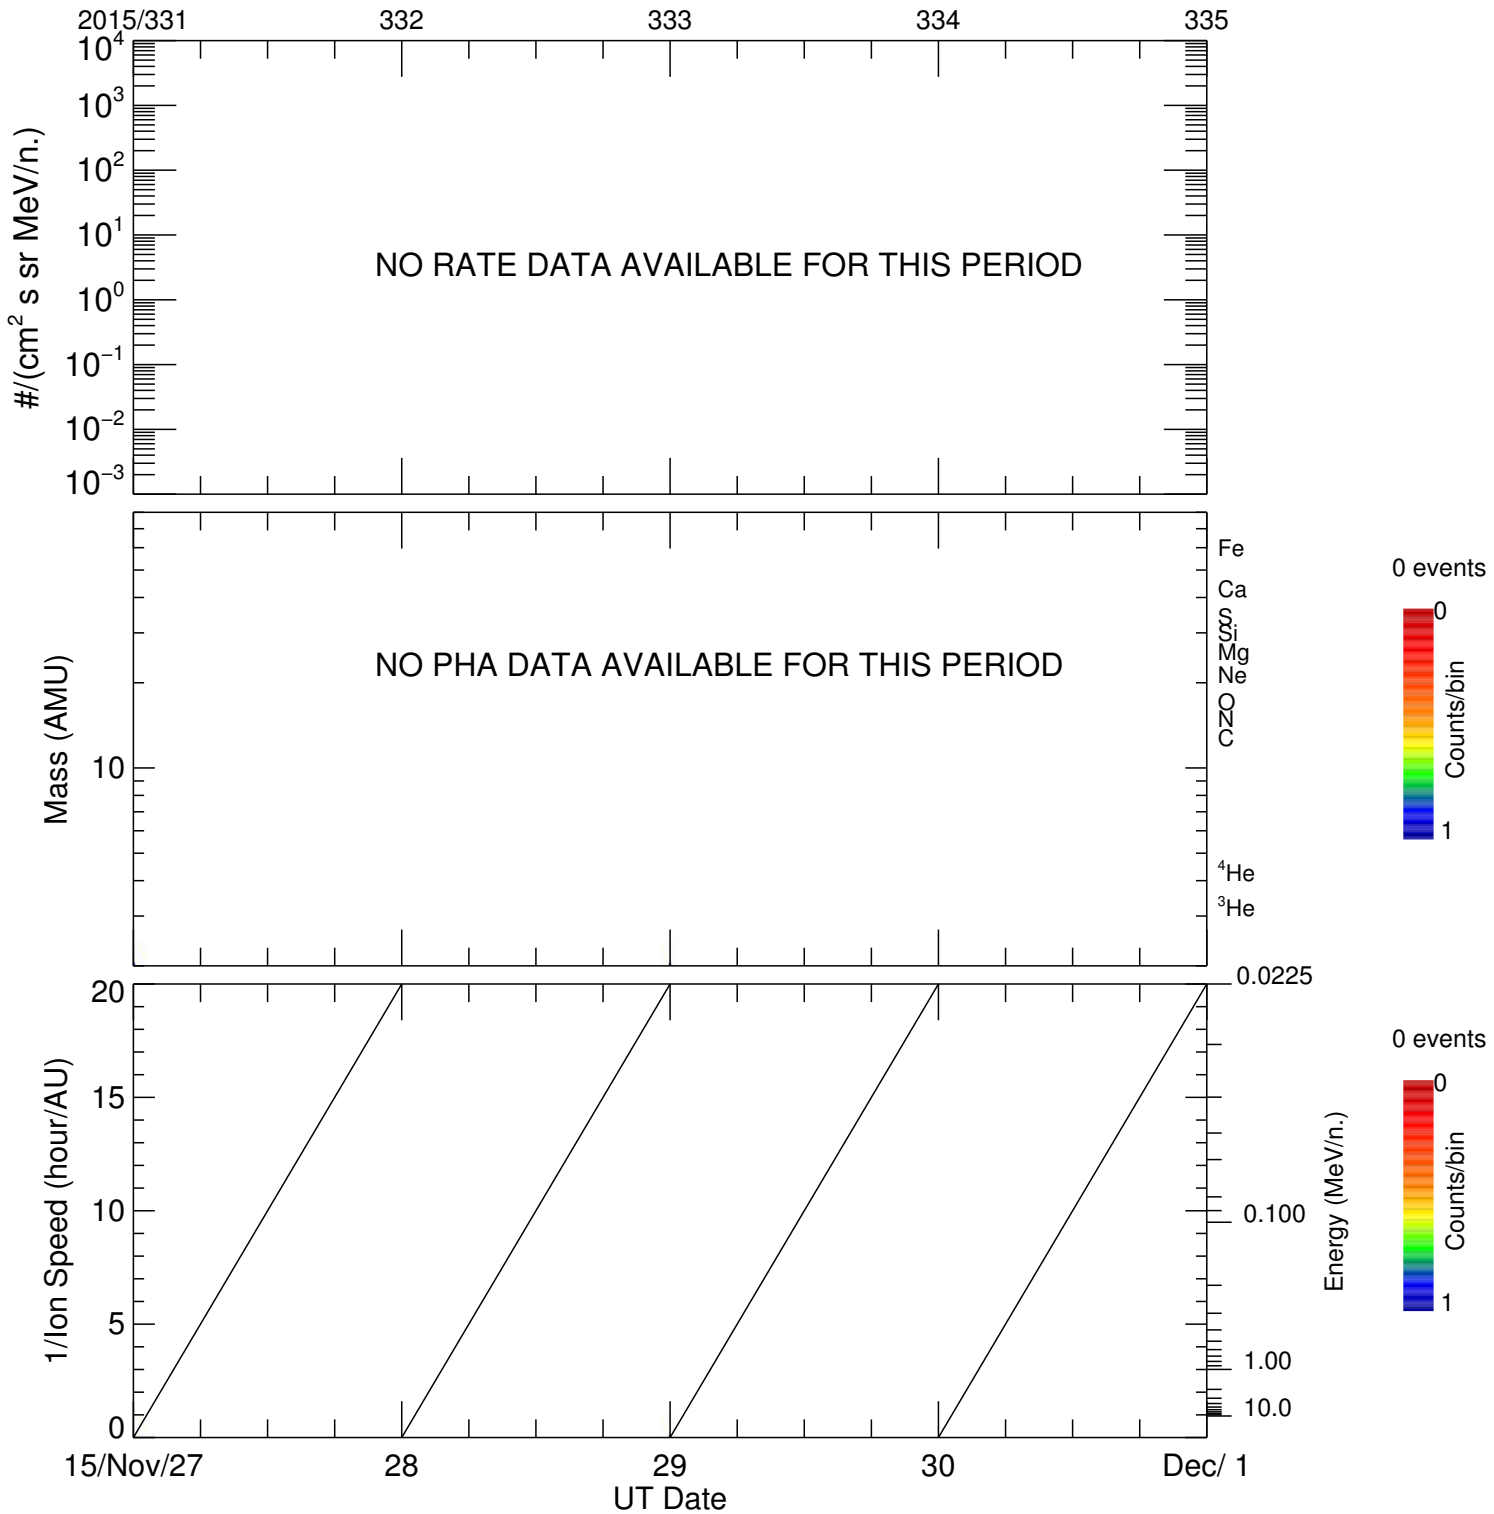 2015/331 332 333 334 335
10^4
10^3
10^2
10^1
10^0
10^−1
10^−2
10^−3
#/(cm^2 s sr MeV/n.)
NO RATE DATA AVAILABLE FOR THIS PERIOD
Mass (AMU)
10
NO PHA DATA AVAILABLE FOR THIS PERIOD
Fe
Ca
S
Si
Mg
Ne
O
N
C
^4He
^3He
0 events
0
Counts/bin
1
20
15
10
5
0
1/Ion Speed (hour/AU)
0.0225
0.100
1.00
10.0
Energy (MeV/n.)
0 events
0
Counts/bin
1
15/Nov/27 28 29 30 Dec/ 1
UT Date